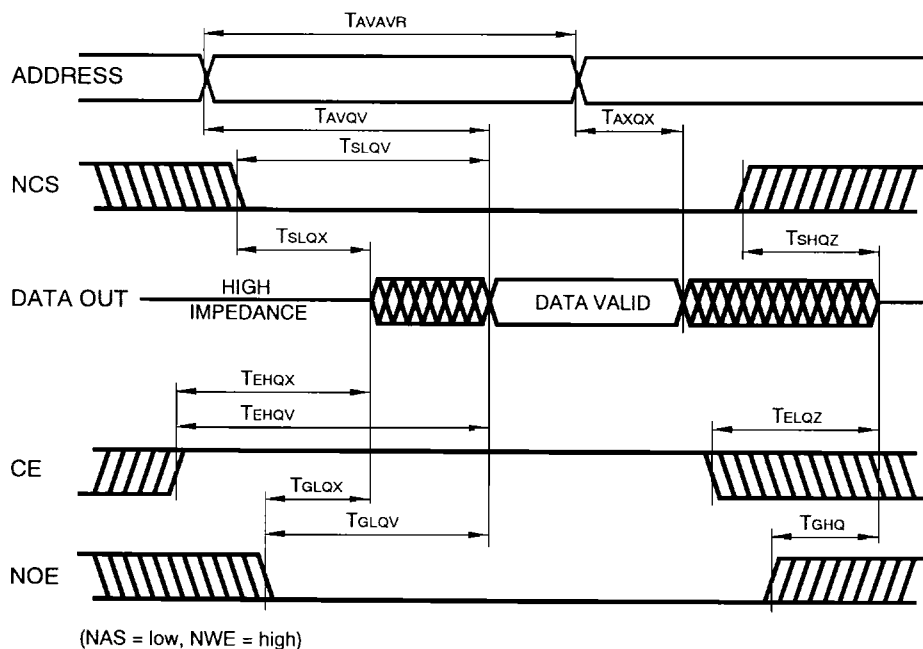 TAVAVR
ADDRESS
TAVQV
TAXQX
TSLQV
NCS
TSLQX
TSHQZ
DATA OUT
HIGH
IMPEDANCE
DATA VALID
TEHQX
TEHQV
TELQZ
CE
TGLQX
TGLQV
TGHQ
NOE
(NAS = low, NWE = high)